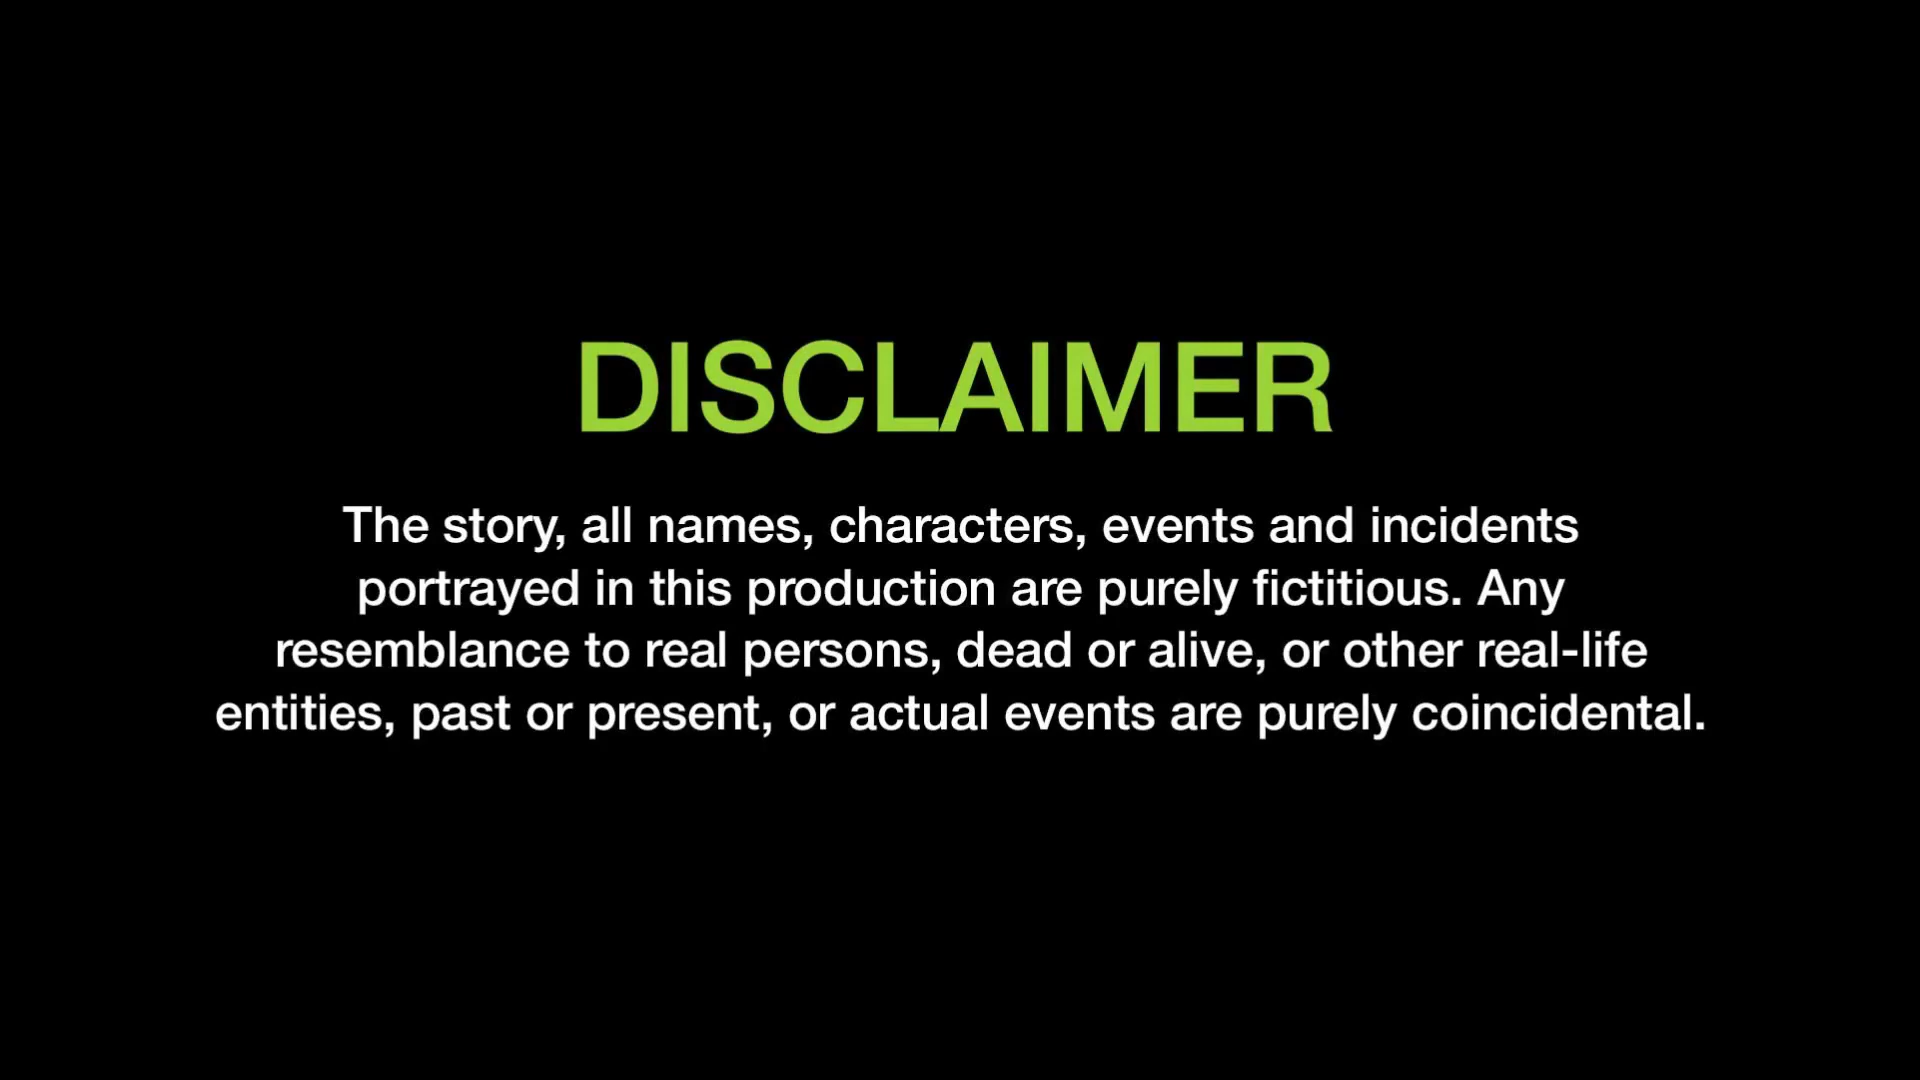 DISCLAIMER
The story, all names, characters, events and incidents
portrayed in this production are purely fictitious. Any
resemblance to real persons, dead or alive, or other real-life
entities, past or present, or actual events are purely coincidental.